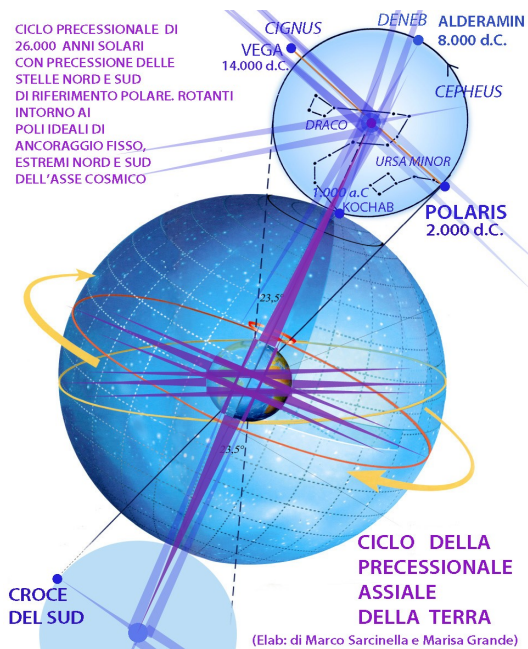 CICLO PRECESSIONALE DI
26.000 ANNI SOLARI
CON PRECESSIONE DELLE
STELLE NORD E SUD
DI RIFERIMENTO POLARE. ROTANTI
INTORNO AI
POLI IDEALI DI
ANCORAGGIO FISSO,
ESTREMI NORD E SUD
DELL'ASSE COSMICO
CIGNUS
VEGA
14.000 d.C.
DENEB
ALDERAMIN
8.000 d.C.
CEPHEUS
DRACO
URSA MINOR
1.000 a.C
KOCHAB
POLARIS
2.000 d.C.
23,5°
23,5°
CROCE
DEL SUD
CICLO DELLA
PRECESSIONALE
ASSIALE
DELLA TERRA
(Elab: di Marco Sarcinella e Marisa Grande)